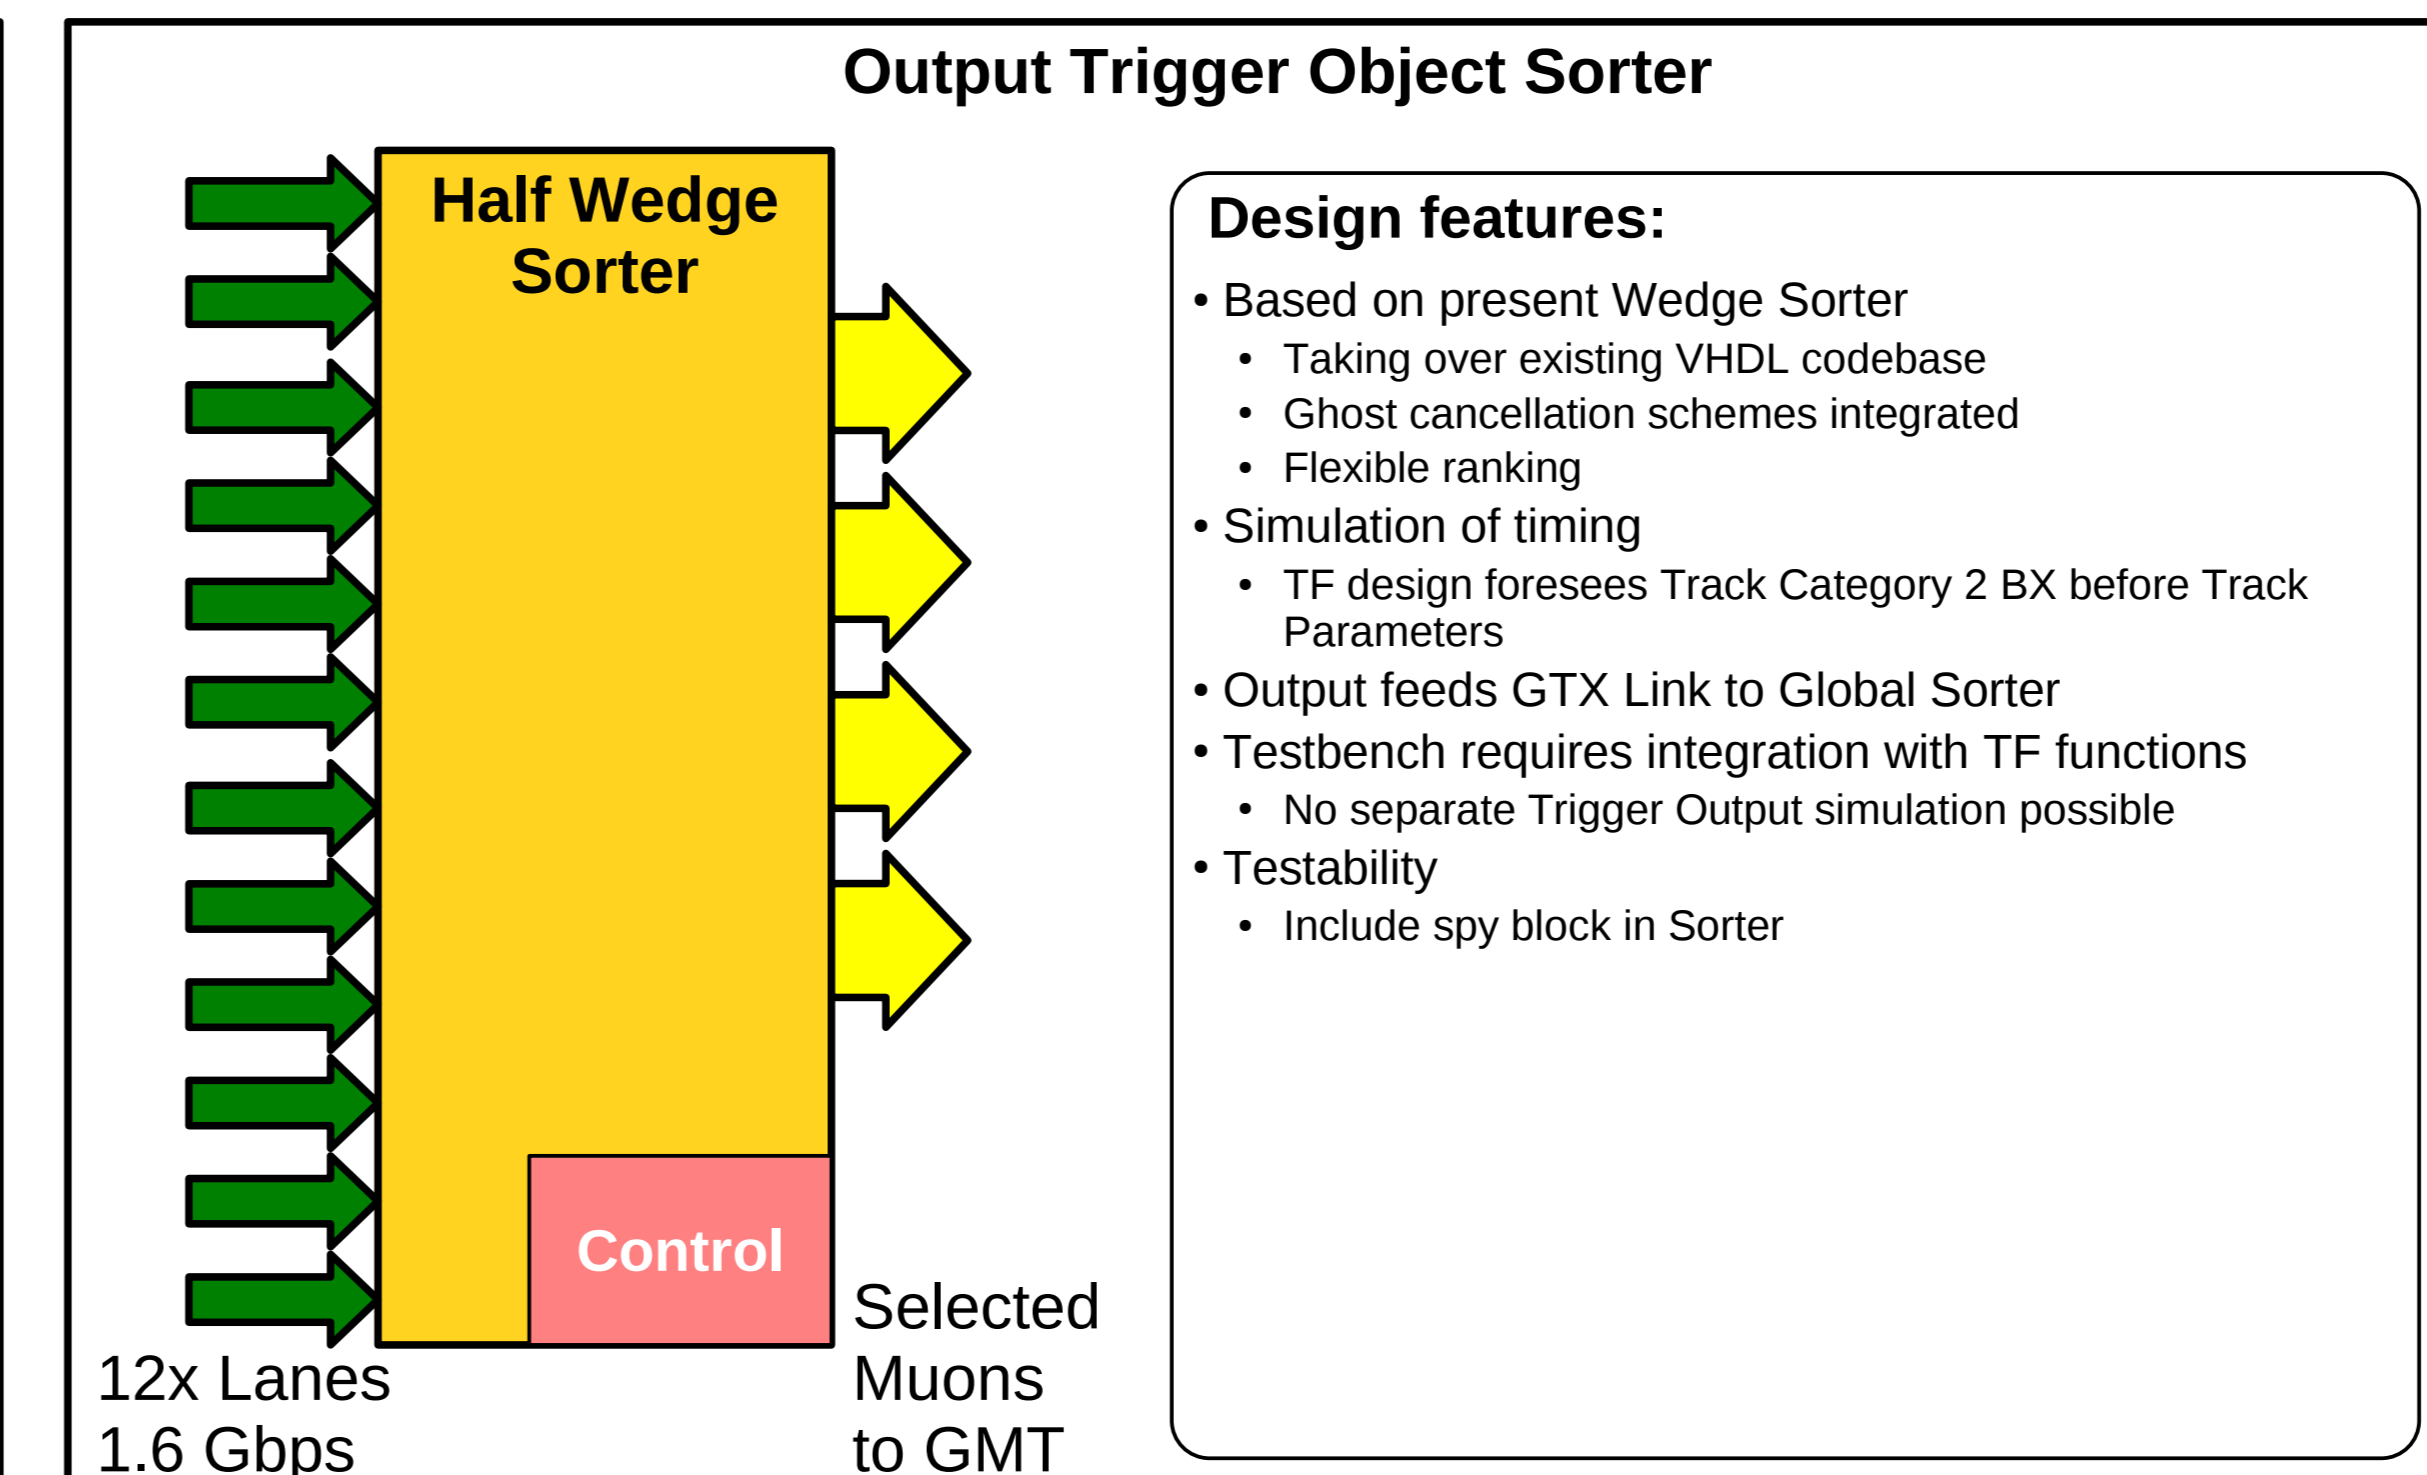 Output Trigger Object Sorter
Half Wedge
Sorter
Control
12x Lanes
1.6 Gbps
Selected
Muons
to GMT
Design features:
• Based on present Wedge Sorter
• Taking over existing VHDL codebase
• Ghost cancellation schemes integrated
• Flexible ranking
• Simulation of timing
• TF design foresees Track Category 2 BX before Track
Parameters
• Output feeds GTX Link to Global Sorter
• Testbench requires integration with TF functions
• No separate Trigger Output simulation possible
• Testability
• Include spy block in Sorter